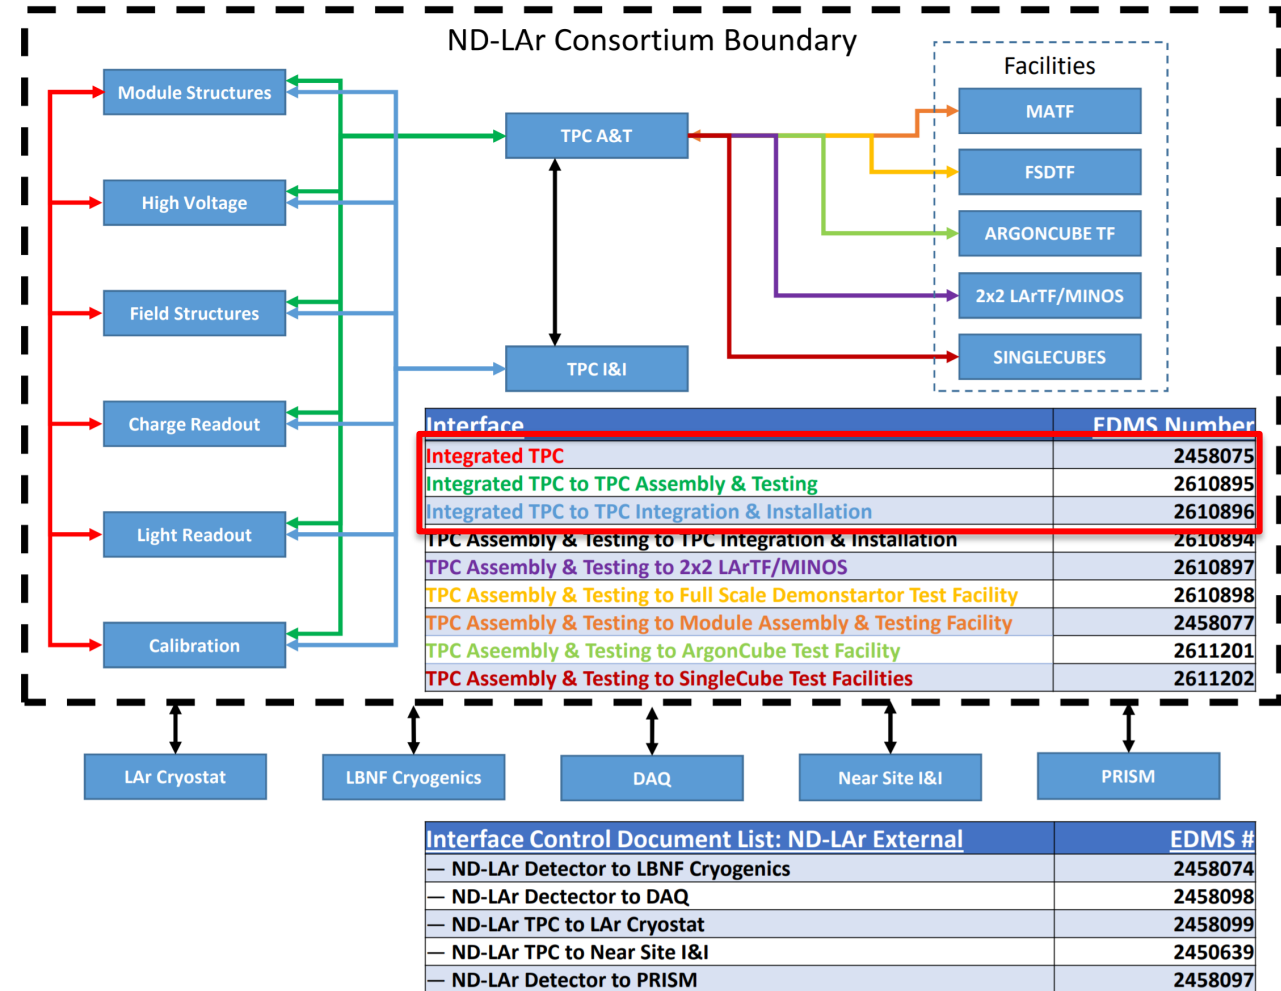 ND-LAr Consortium Boundary
Facilities
Module Structures
High Voltage
Field Structures
Charge Readout
Light Readout
Calibration
TPC A&T
TPC I&I
MATF
FSDTF
ARGONCUBE TF
2x2 LArTF/MINOS
SINGLECUBES
Interface EDMS Number
Integrated TPC 2458075
Integrated TPC to TPC Assembly & Testing 2610895
Integrated TPC to TPC Integration & Installation 2610896
TPC Assembly & Testing to TPC Integration & Installation 2610894
TPC Assembly & Testing to 2x2 LArTF/MINOS 2610897
TPC Assembly & Testing to Full Scale Demonstartor Test Facility 2610898
TPC Assembly & Testing to Module Assembly & Testing Facility 2458077
TPC Aseembly & Testing to ArgonCube Test Facility 2611201
TPC Assembly & Testing to SingleCube Test Facilities 2611202
LAr Cryostat
LBNF Cryogenics
DAQ
Near Site I&I
PRISM
Interface Control Document List: ND-LAr External EDMS #
— ND-LAr Detector to LBNF Cryogenics 2458074
— ND-LAr Dectector to DAQ 2458098
— ND-LAr TPC to LAr Cryostat 2458099
— ND-LAr TPC to Near Site I&I 2450639
— ND-LAr Detector to PRISM 2458097